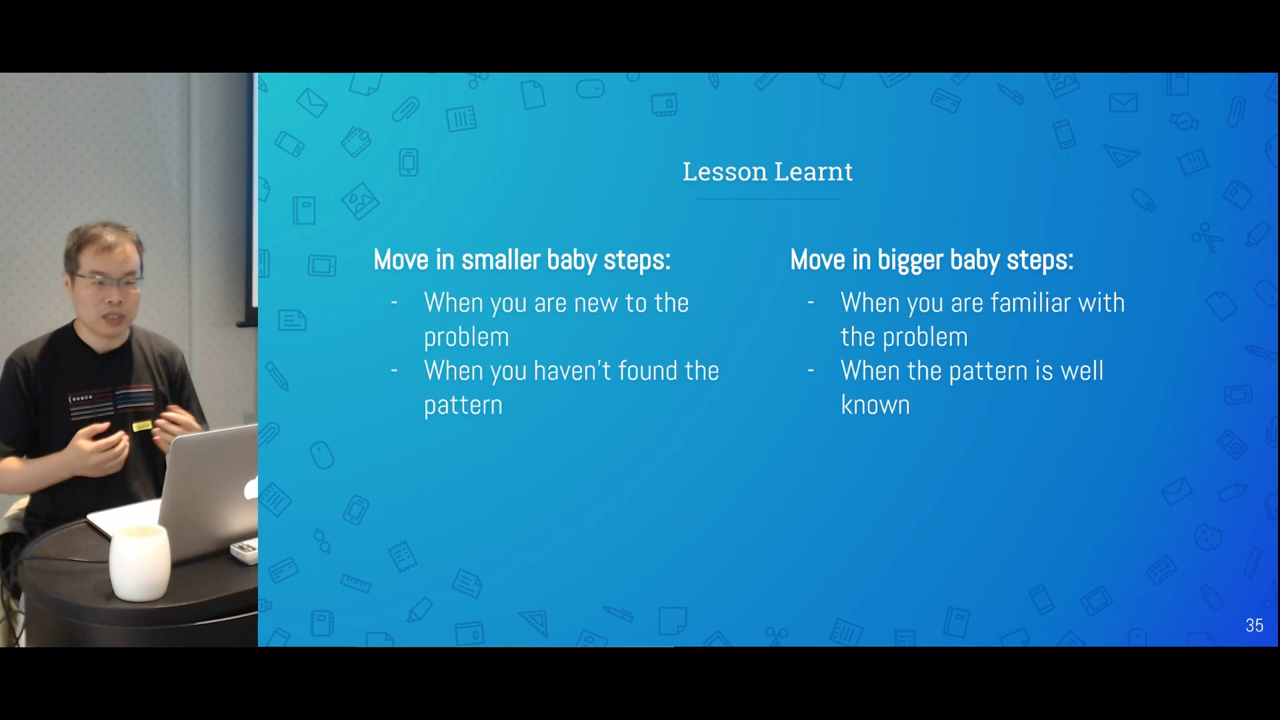 Lesson Learnt
Move in smaller baby steps:
- When you are new to the
problem
- When you haven't found the
pattern
Move in bigger baby steps:
- When you are familiar with
the problem
- When the pattern is well
known
35